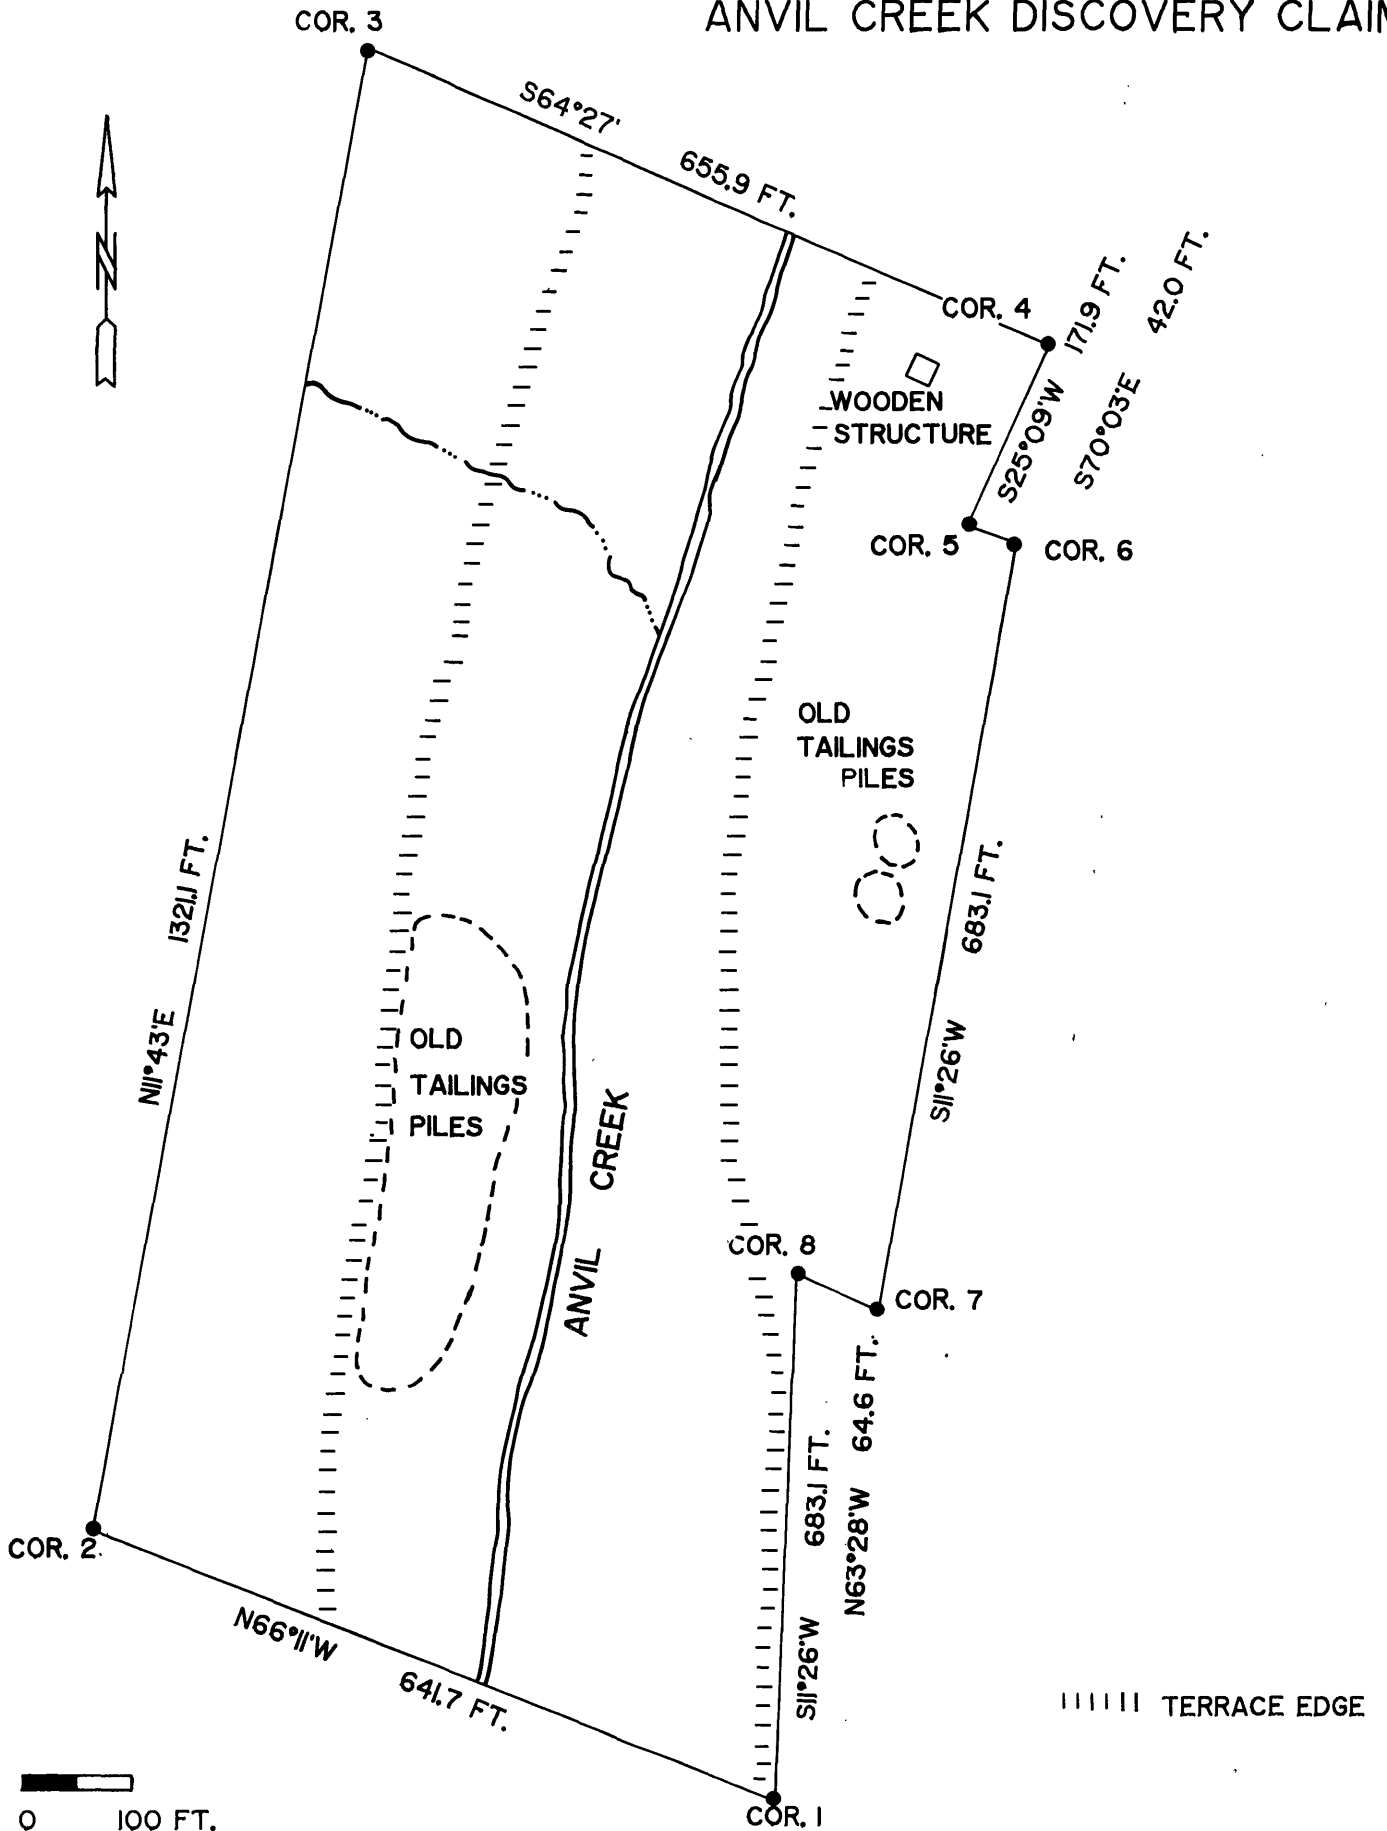 ANVIL CREEK DISCOVERY CLAIM
COR. 3
S64°27'
655.9 FT.
N
COR. 4
171.9 FT.
42.0 FT.
S25°09'W
S70°03'E
WOODEN
STRUCTURE
COR. 5
COR. 6
OLD
TAILINGS
PILES
1321.1 FT.
N11°43'E
683.1 FT.
S11°26'W
OLD
TAILINGS
PILES
ANVIL CREEK
COR. 8
COR. 7
64.6 FT.
N63°28'W
683.1 FT.
S11°26'W
COR. 2
N66°11'W
641.7 FT.
TERRACE EDGE
COR. 1
0 100 FT.